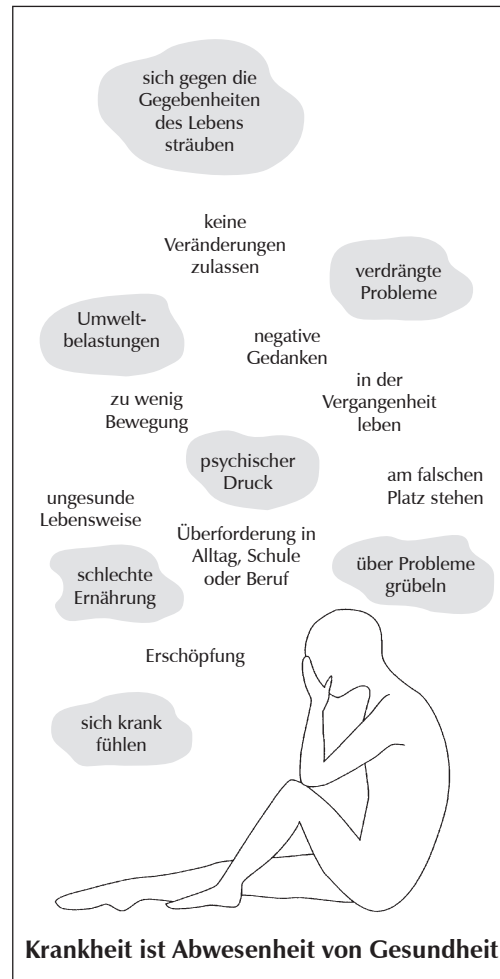 sich gegen die
Gegebenheiten
des Lebens
sträuben
keine
Veränderungen
zulassen
verdrängte
Probleme
Umwelt-
belastungen
negative
Gedanken
in der
Vergangenheit
leben
zu wenig
Bewegung
psychischer
Druck
am falschen
Platz stehen
ungesunde
Lebensweise
Überforderung in
Alltag, Schule
oder Beruf
über Probleme
grübeln
schlechte
Ernährung
Erschöpfung
sich krank
fühlen
Krankheit ist Abwesenheit von Gesundheit